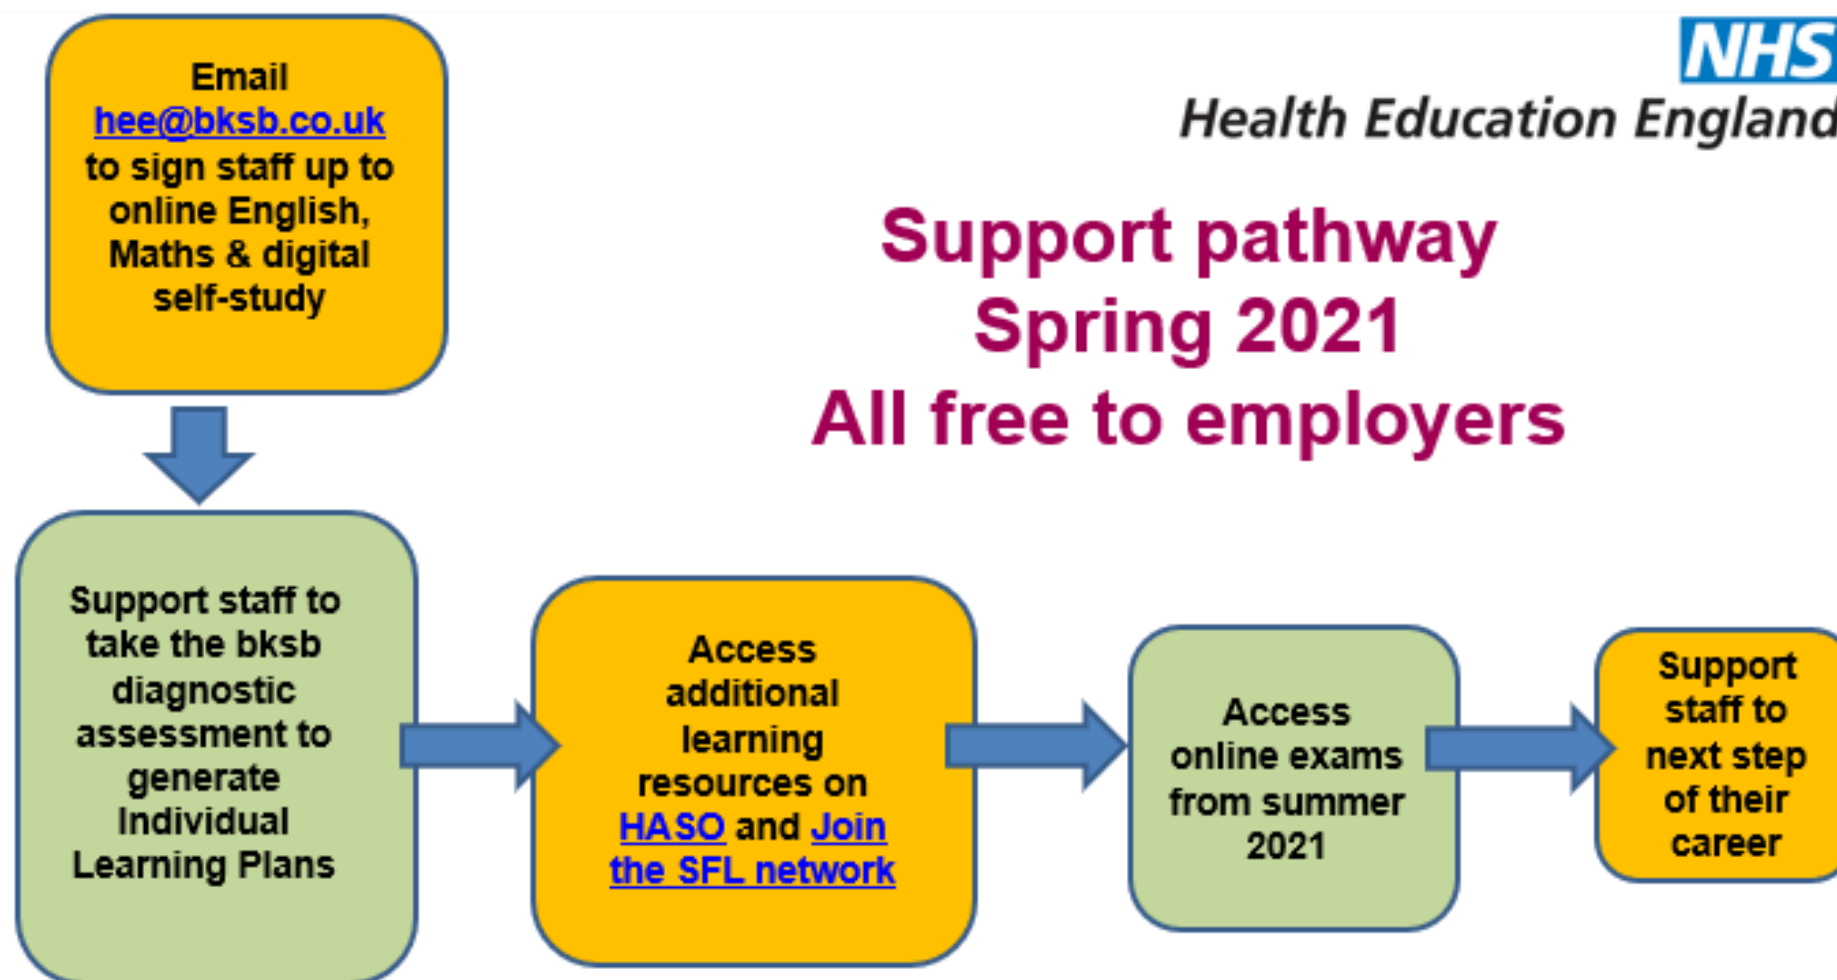 Email
hee@bksb.co.uk
to sign staff up to
online English,
Maths & digital
self-study
NHS
Health Education England
Support pathway
Spring 2021
All free to employers
Support staff to
take the bksb
diagnostic
assessment to
generate
Individual
Learning Plans
Access
additional
learning
resources on
HASO and Join
the SFL network
Access
online exams
from summer
2021
Support
staff to
next step
of their
career